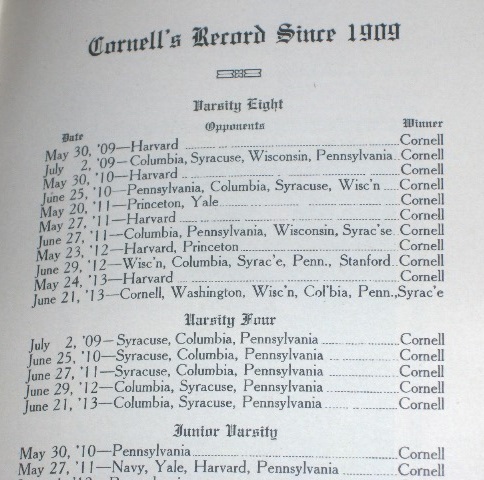 Cornell's Record Since 1909
Varsity Eight
Date Opponents Winner
May 30, '09—Harvard Cornell
July 2, '09—Columbia, Syracuse, Wisconsin, Pennsylvania Cornell
May 30, '10—Harvard Cornell
June 25, '10—Pennsylvania, Columbia, Syracuse, Wisc'n Cornell
May 20, '11—Princeton, Yale Cornell
May 27, '11—Harvard Cornell
June 27, '11—Columbia, Pennsylvania, Wisconsin, Syrac'se Cornell
May 23, '12—Harvard, Princeton Cornell
June 29, '12—Wisc'n, Columbia, Syrac'e, Penn., Stanford Cornell
May 24, '13—Harvard Cornell
June 21, '13—Cornell, Washington, Wisc'n, Col'bia, Penn., Syrac'e
Varsity Four
July 2, '09—Syracuse, Columbia, Pennsylvania Cornell
June 25, '10—Syracuse, Columbia, Pennsylvania Cornell
June 27, '11—Syracuse, Columbia, Pennsylvania Cornell
June 29, '12—Columbia, Syracuse, Pennsylvania Cornell
June 21, '13—Columbia, Syracuse, Pennsylvania Cornell
Junior Varsity
May 30, '10—Pennsylvania Cornell
May 27, '11—Navy, Yale, Harvard, Pennsylvania Cornell